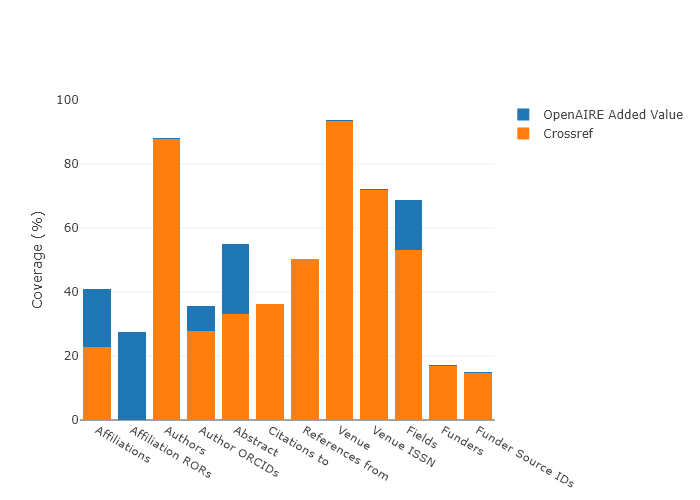 OpenAIRE Added Value
Crossref
Coverage (%)
100
80
60
40
20
0
Affiliations
Affiliation RORs
Authors
Author ORCIDs
Abstract
Citations to
References from
Venue
Venue ISSN
Fields
Funders
Funder Source IDs